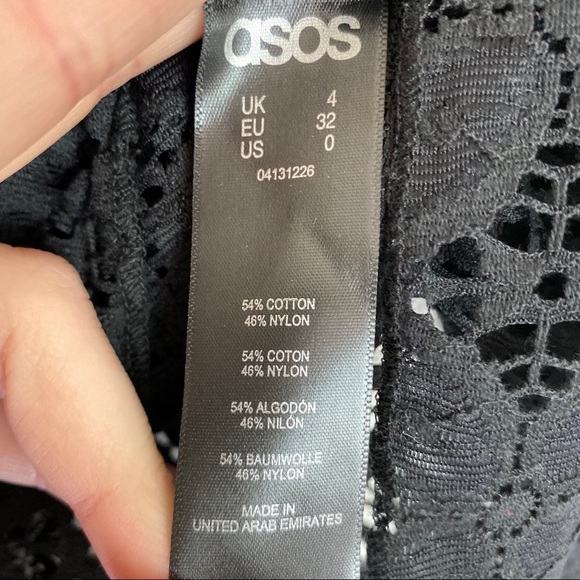 asos
UK 4
EU 32
US 0
04131226
54% COTTON
46% NYLON
54% COTON
46% NYLON
54% ALGODÓN
46% NILÓN
54% BAUMWOLLE
46% NYLON
MADE IN
UNITED ARAB EMIRATES